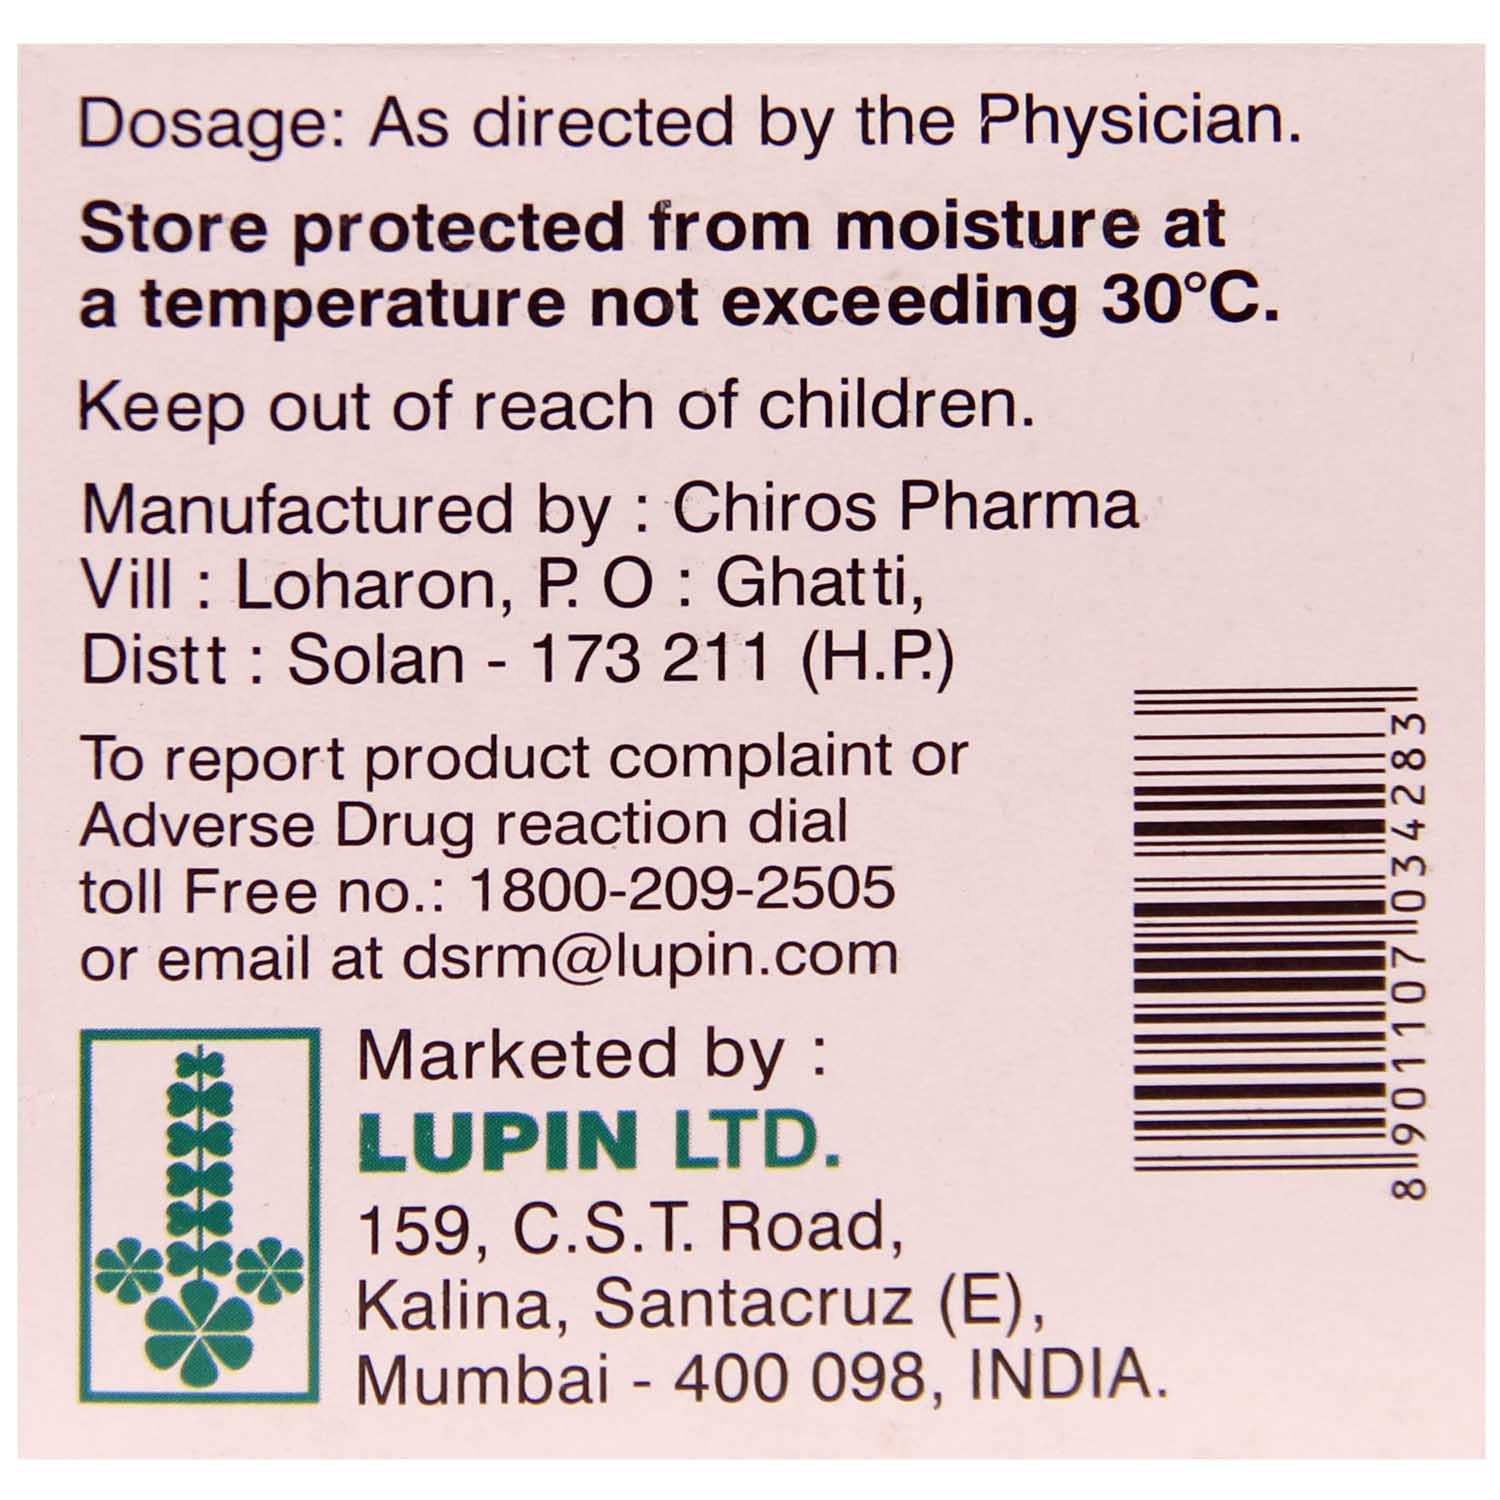 Dosage: As directed by the Physician.
Store protected from moisture at
a temperature not exceeding 30°C.
Keep out of reach of children.
Manufactured by : Chiros Pharma
Vill : Loharon, P. O : Ghatti,
Distt : Solan - 173 211 (H.P.)
To report product complaint or
Adverse Drug reaction dial
toll Free no.: 1800-209-2505
or email at dsrm@lupin.com
Marketed by :
LUPIN LTD.
159, C.S.T. Road,
Kalina, Santacruz (E),
Mumbai - 400 098, INDIA.
8 901107 034283